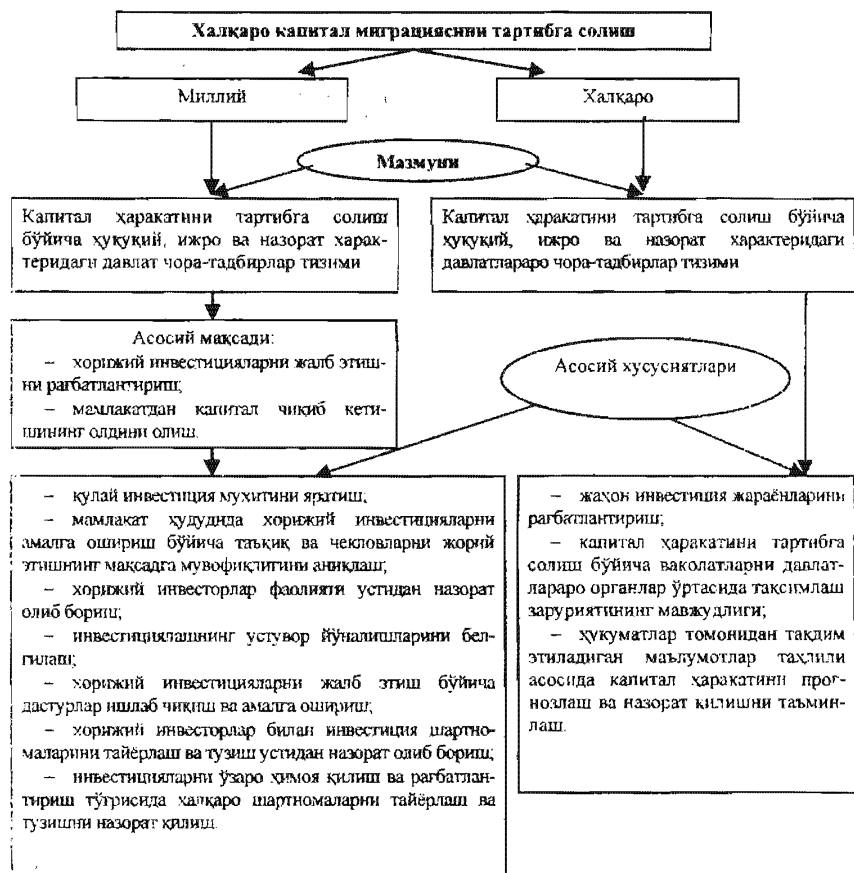 Халқаро капитал миграциясини тартибга солиш
Миллий
Халқаро
Мазмуни
Капитал ҳаракатини тартибга солиш
бўйича ҳуқуқий, ижро ва назорат харак-
теридаги давлат чора-тадбирлар тизими
Капитал ҳаракатини тартибга солиш бўйича
ҳуқуқий, ижро ва назорат характеридаги
давлатлараро чора-тадбирлар тизими
Асосий мақсади:
– хорижий инвестицияларни жалб этиш-
ни рағбатлантириш;
– мамлакатдан капитал чиқиб кети-
шининг олдини олиш.
Асосий хусусиятлари
– қулай инвестиция муҳитини яратиш;
– мамлакат ҳудудида хорижий инвестицияларни
амалга ошириш бўйича таъқиқ ва чекловларни жорий
этишнинг мақсадга мувофиқлигини аниқлаш;
– хорижий инвесторлар фаолияти устидан назорат
олиб бориш;
– инвестициялашнинг устувор йўналишларини бел-
гилаш;
– хорижий инвестицияларни жалб этиш бўйича
дастурлар ишлаб чиқиш ва амалга ошириш;
– хорижий инвесторлар билан инвестиция шартно-
маларини тайёрлаш ва тузиш устидан назорат олиб бориш;
– инвестицияларни ўзаро ҳимоя қилиш ва рағбатлан-
тириш тўғрисида халқаро шартномаларни тайёрлаш ва
тузишни назорат қилиш.
– жаҳон инвестиция жараёнларини
рағбатлантириш;
– капитал ҳаракатини тартибга
солиш бўйича ваколатларни давлат-
лараро органлар ўртасида тақсимлаш
заруриятининг мавжудлиги;
– ҳукуматлар томонидан тақдим
этиладиган маълумотлар таҳлили
асосида капитал ҳаракатини прог-
нозлаш ва назорат қилишни таъмин-
лаш.